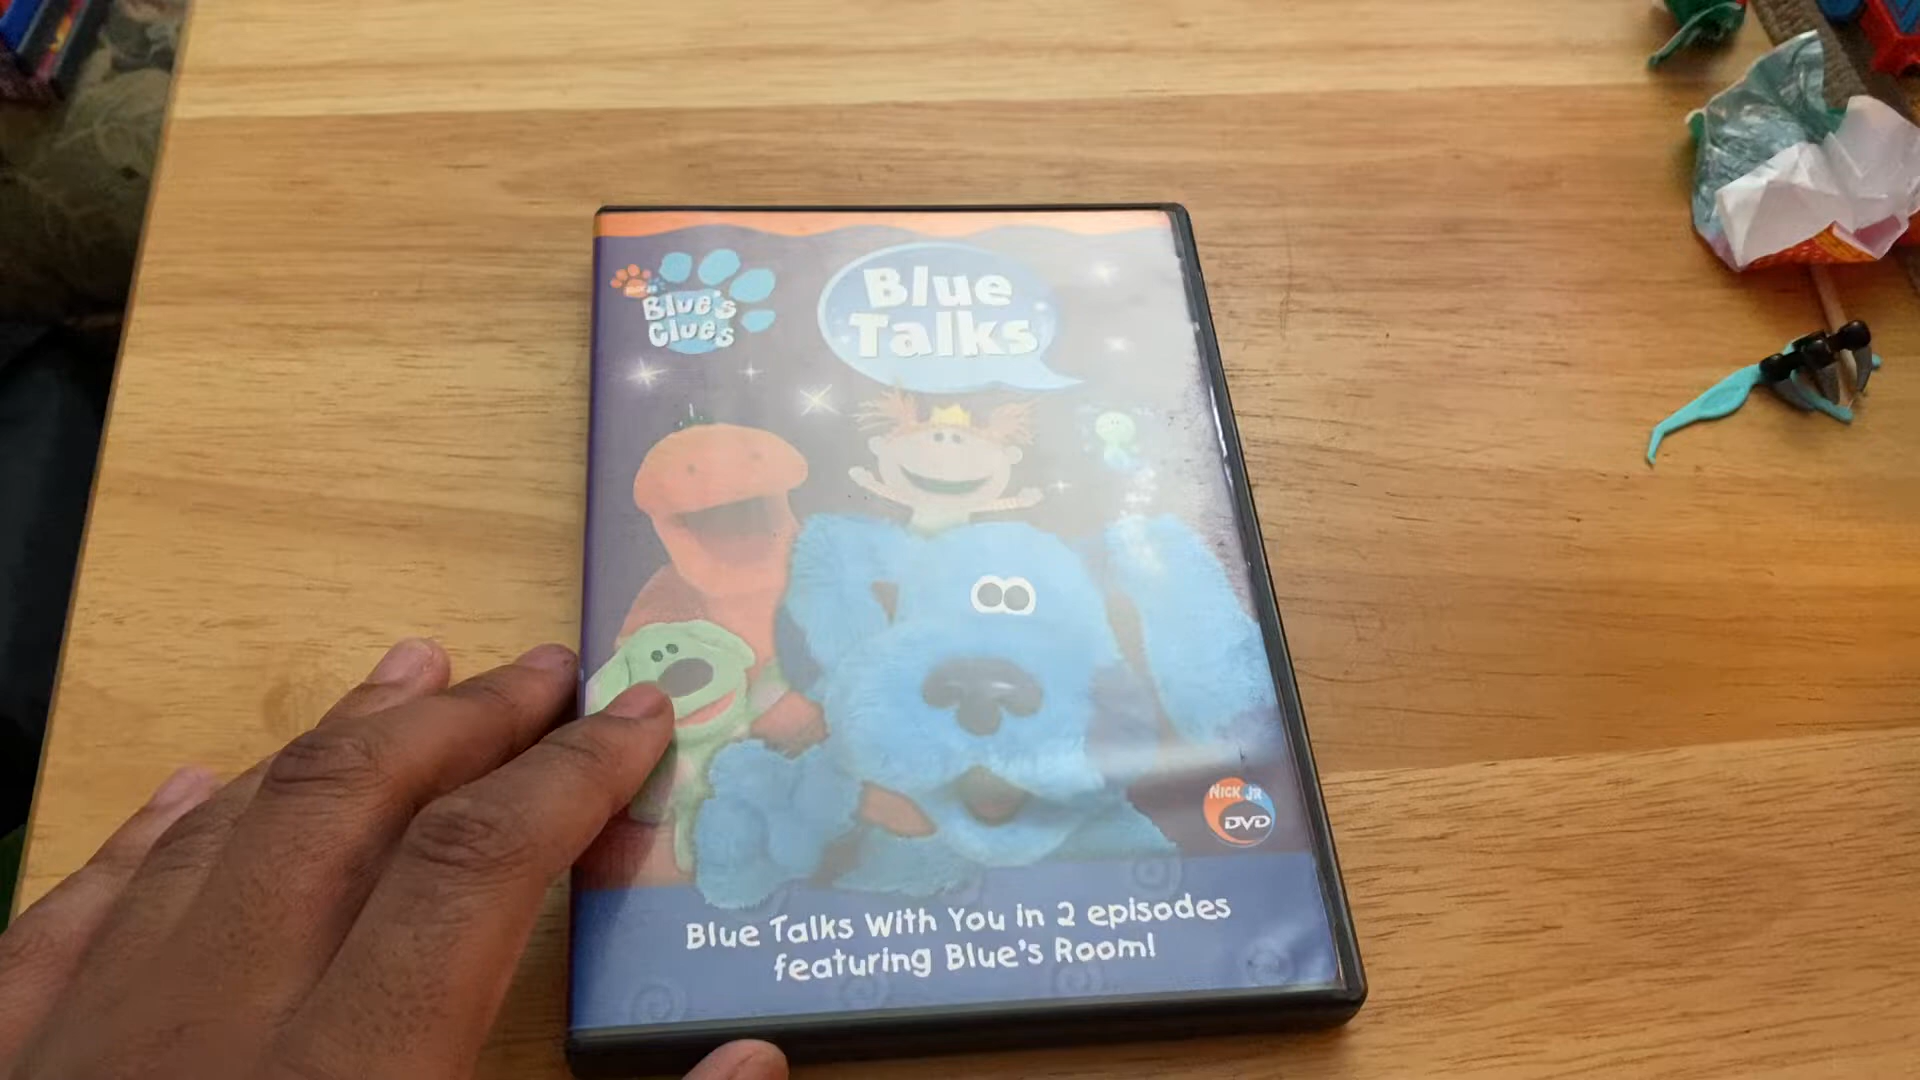 Blue's
Clues
Blue
Talks
NICK JR
DVD
Blue Talks With You in 2 episodes
featuring Blue's Room!